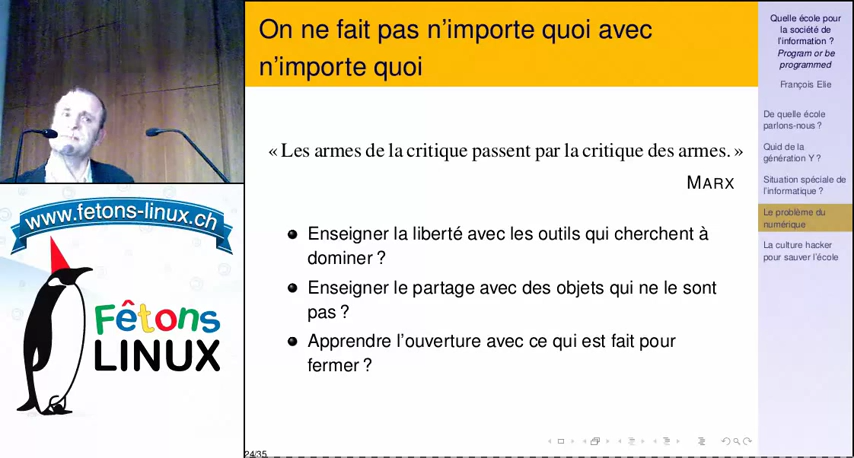 On ne fait pas n'importe quoi avec
n'importe quoi
« Les armes de la critique passent par la critique des armes. »
MARX
Enseigner la liberté avec les outils qui cherchent à
dominer ?
Enseigner le partage avec des objets qui ne le sont
pas ?
Apprendre l'ouverture avec ce qui est fait pour
fermer ?
24/35
Quelle école pour
la société de
l'information ?
Program or be
programmed
François Elie
De quelle école
parlons-nous ?
Quid de la
génération Y ?
Situation spéciale de
l'informatique ?
Le problème du
numérique
La culture hacker
pour sauver l'école
www.fetons-linux.ch
Fêtons
LINUX